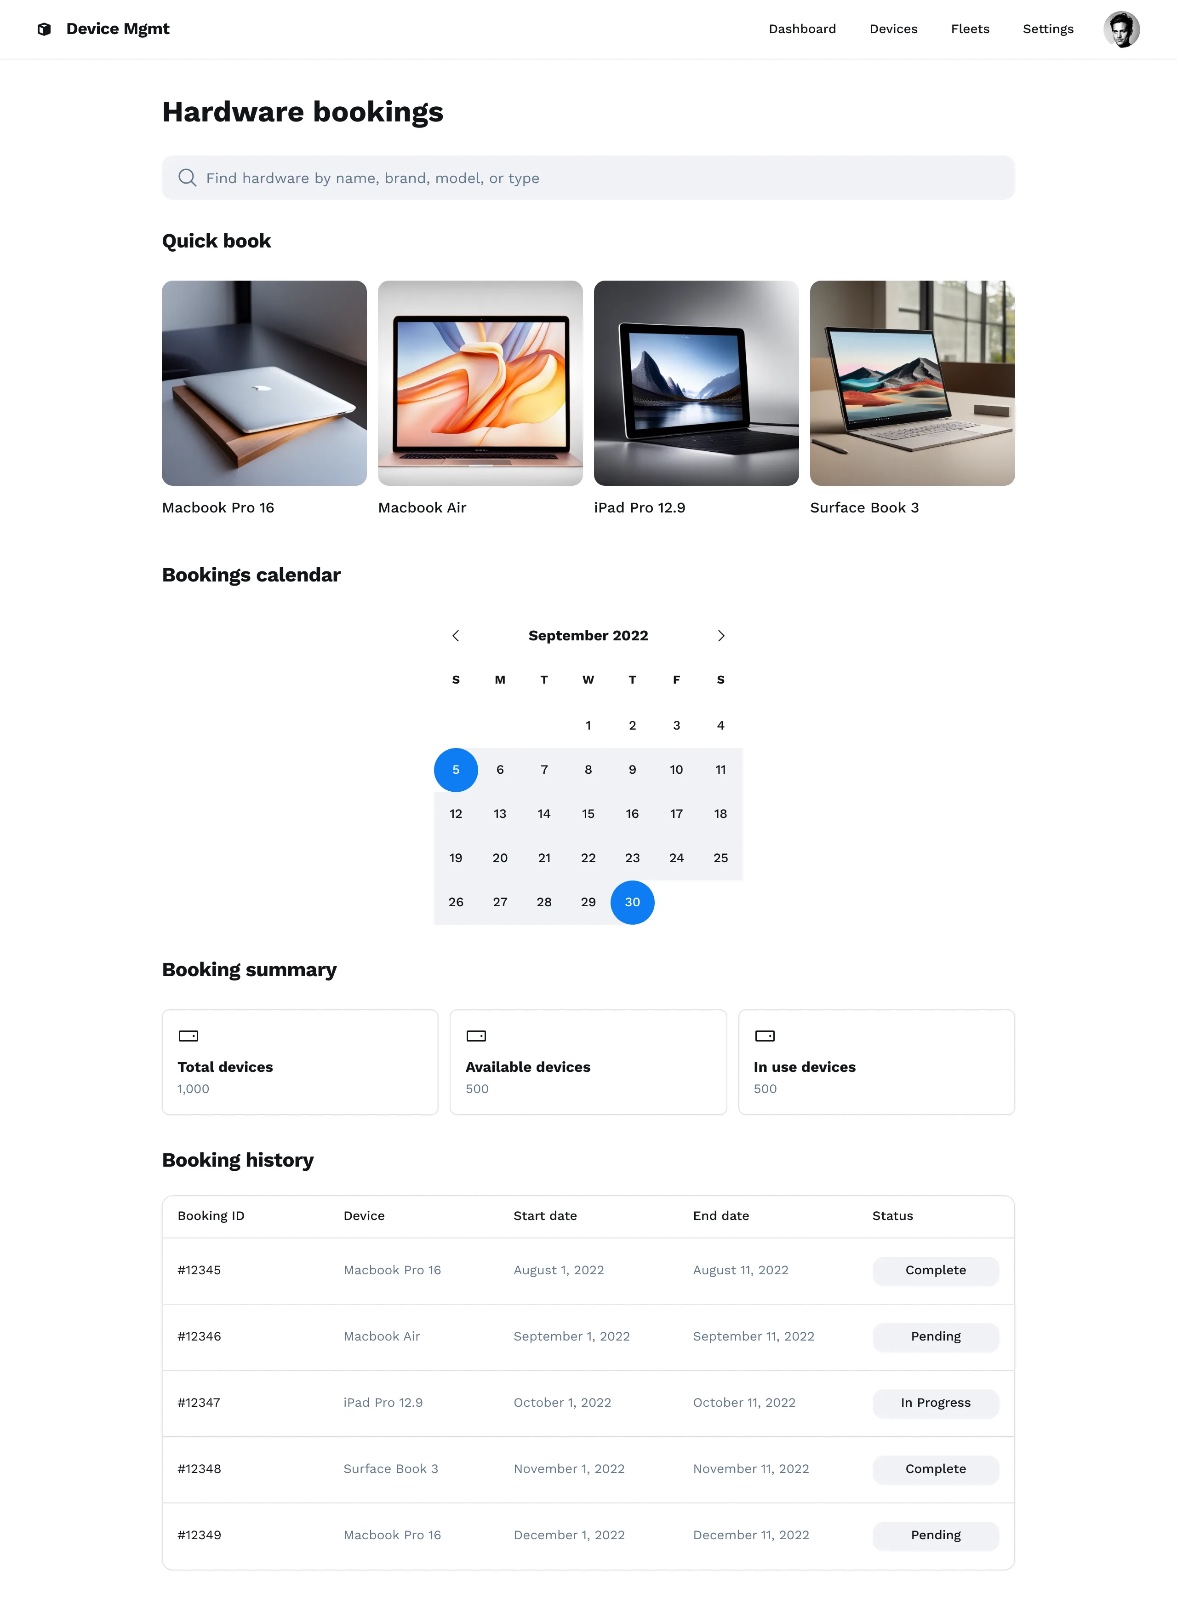 Device Mgmt
Dashboard Devices Fleets Settings
Hardware bookings
Find hardware by name, brand, model, or type
Quick book
Macbook Pro 16 Macbook Air iPad Pro 12.9 Surface Book 3
Bookings calendar
September 2022
S M T W T F S
1 2 3 4
5 6 7 8 9 10 11
12 13 14 15 16 17 18
19 20 21 22 23 24 25
26 27 28 29 30
Booking summary
Total devices Available devices In use devices
1,000 500 500
Booking history
Booking ID Device Start date End date Status
#12345 Macbook Pro 16 August 1, 2022 August 11, 2022 Complete
#12346 Macbook Air September 1, 2022 September 11, 2022 Pending
#12347 iPad Pro 12.9 October 1, 2022 October 11, 2022 In Progress
#12348 Surface Book 3 November 1, 2022 November 11, 2022 Complete
#12349 Macbook Pro 16 December 1, 2022 December 11, 2022 Pending